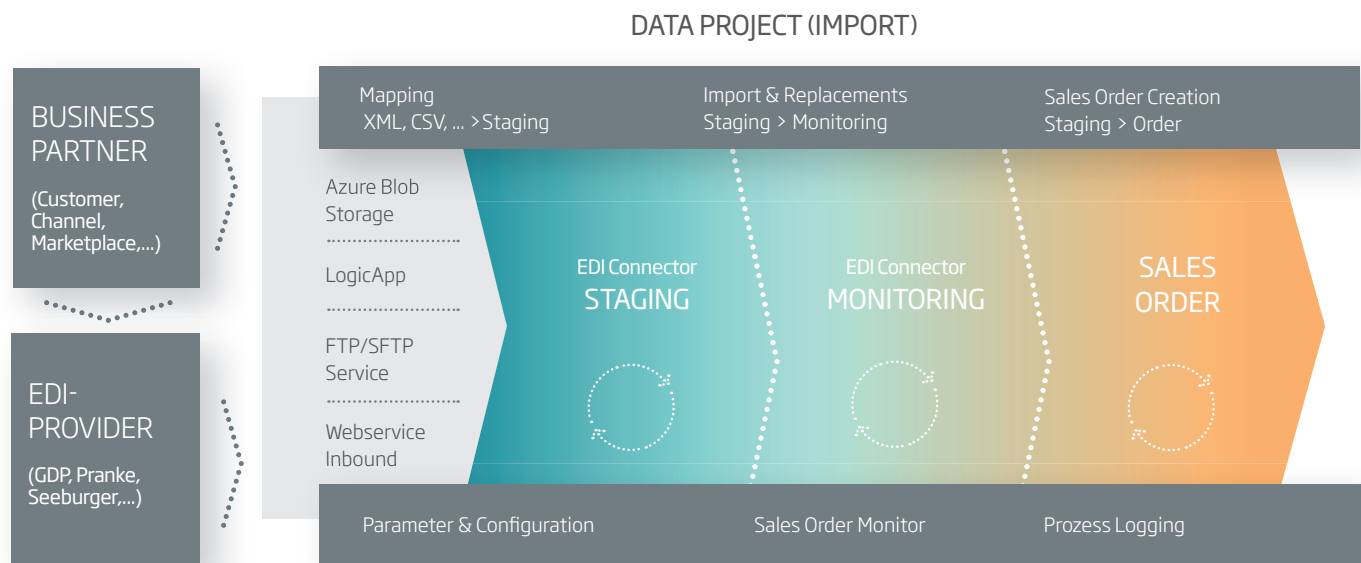 DATA PROJECT (IMPORT)
BUSINESS
PARTNER
(Customer,
Channel,
Marketplace,...)
EDI-
PROVIDER
(GDP, Pranke,
Seeburger,...)
Mapping
XML, CSV, ... >Staging
Import & Replacements
Staging > Monitoring
Sales Order Creation
Staging > Order
Azure Blob
Storage
LogicApp
FTP/SFTP
Service
Webservice
Inbound
EDI Connector
STAGING
EDI Connector
MONITORING
SALES
ORDER
Parameter & Configuration
Sales Order Monitor
Prozess Logging